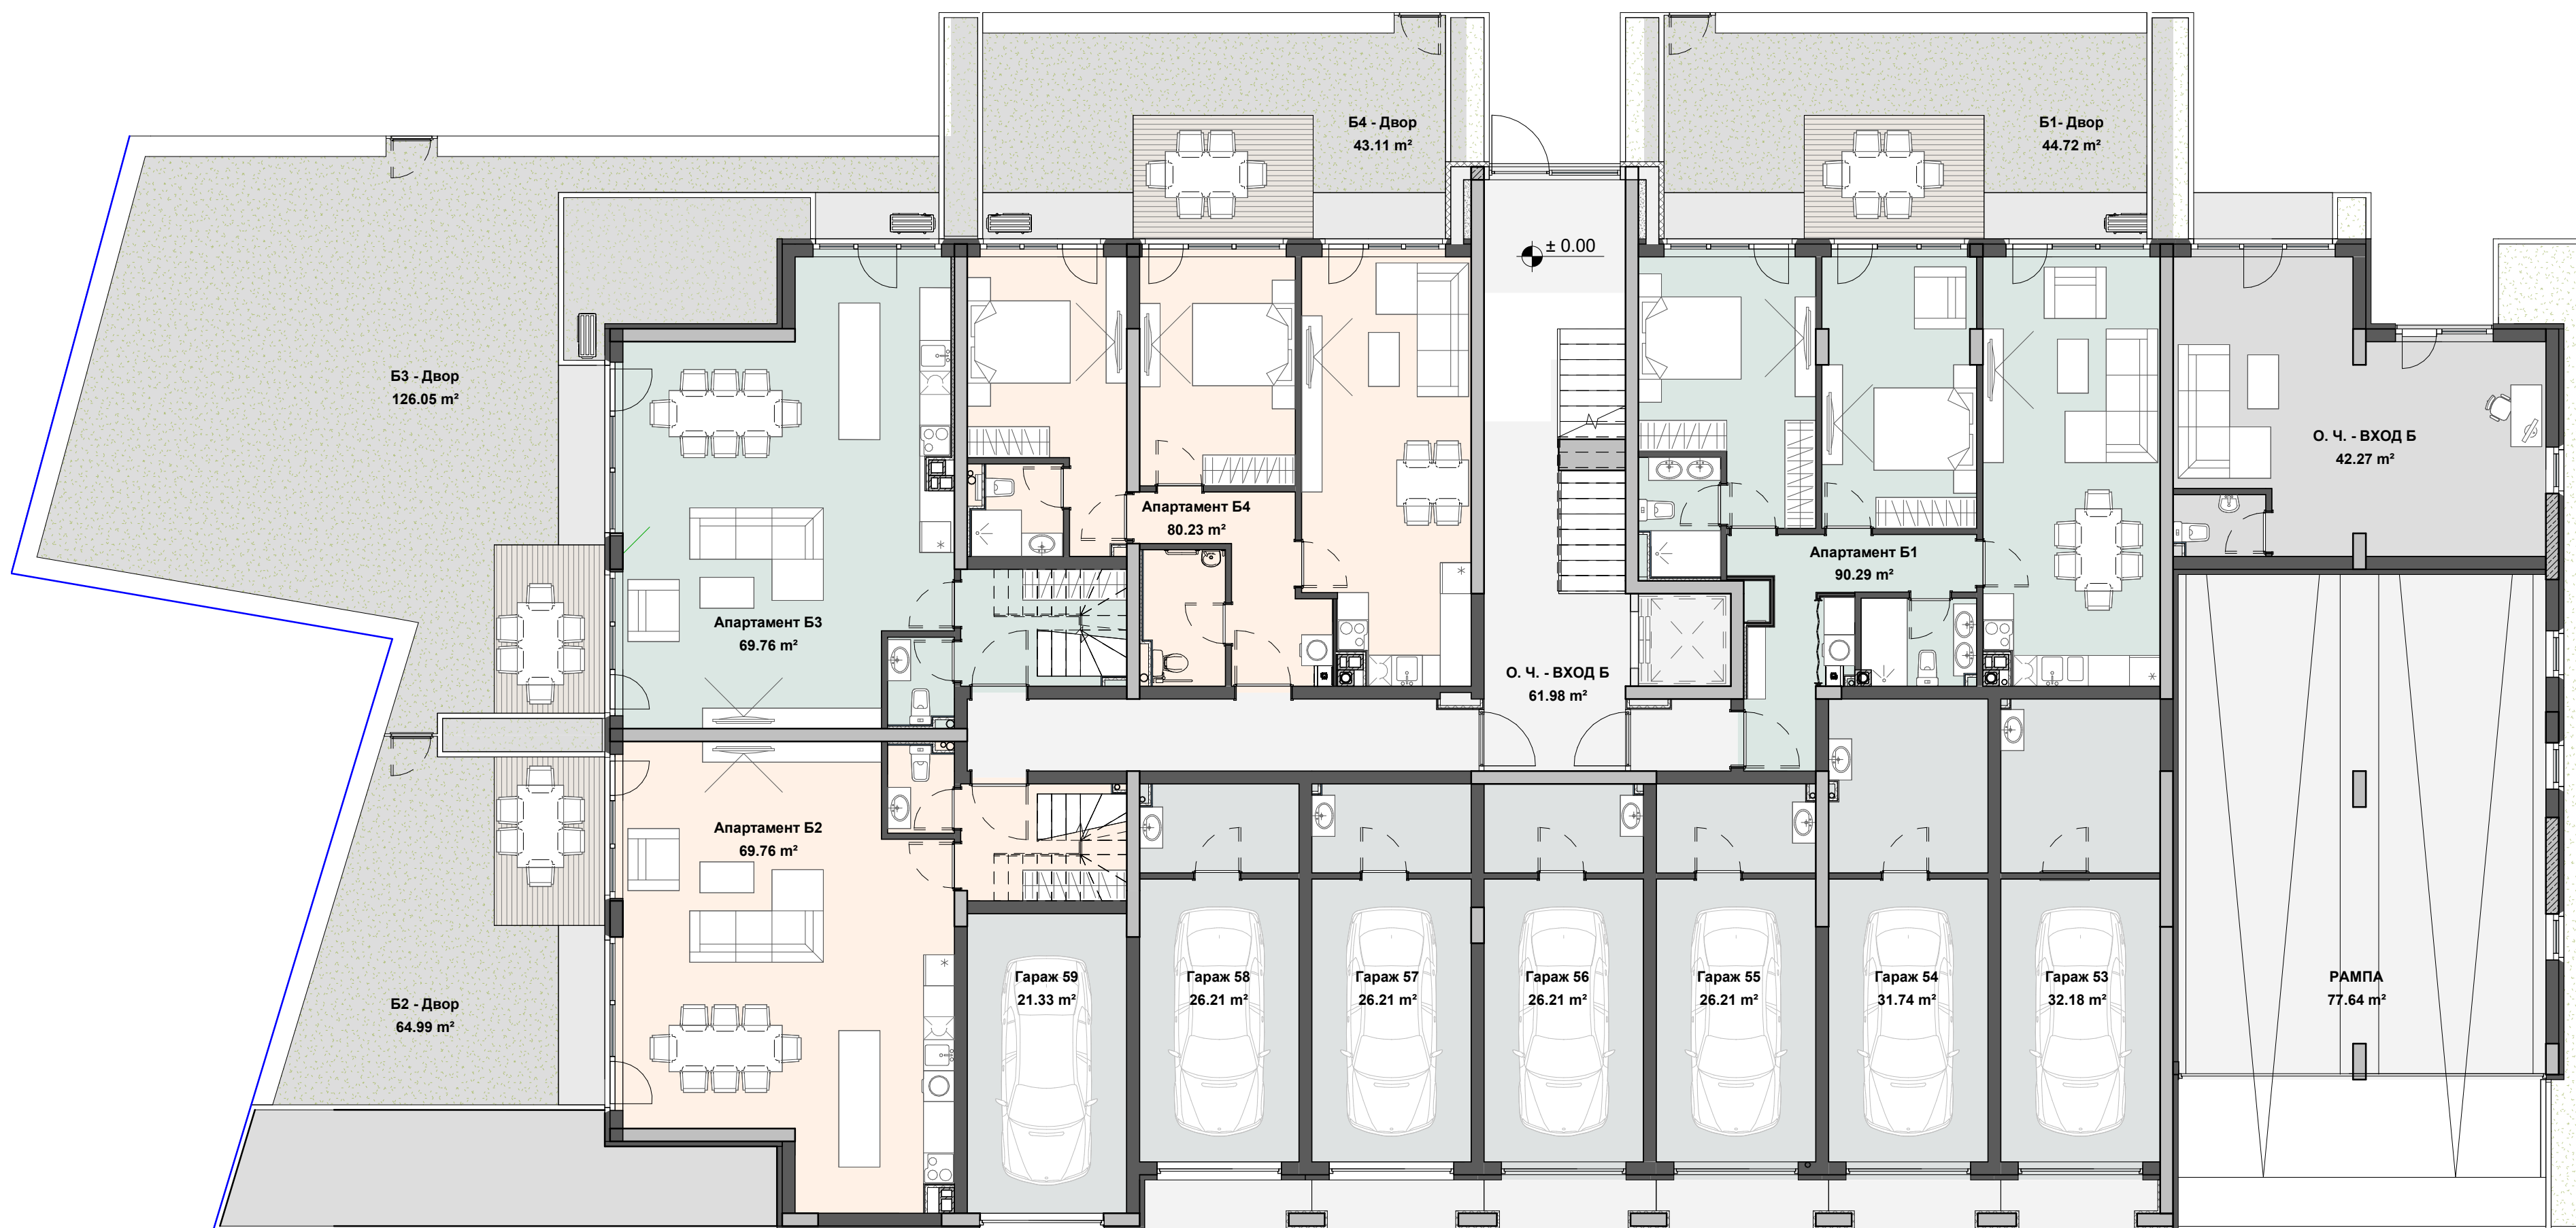 Б4 - Двор
43.11 m²
Б1- Двор
44.72 m²
± 0.00
Б3 - Двор
126.05 m²
О. Ч. - ВХОД Б
42.27 m²
Апартамент Б4
80.23 m²
Апартамент Б1
90.29 m²
Апартамент Б3
69.76 m²
О. Ч. - ВХОД Б
61.98 m²
Апартамент Б2
69.76 m²
Б2 - Двор
64.99 m²
Гараж 59
21.33 m²
Гараж 58
26.21 m²
Гараж 57
26.21 m²
Гараж 56
26.21 m²
Гараж 55
26.21 m²
Гараж 54
31.74 m²
Гараж 53
32.18 m²
РАМПА
77.64 m²